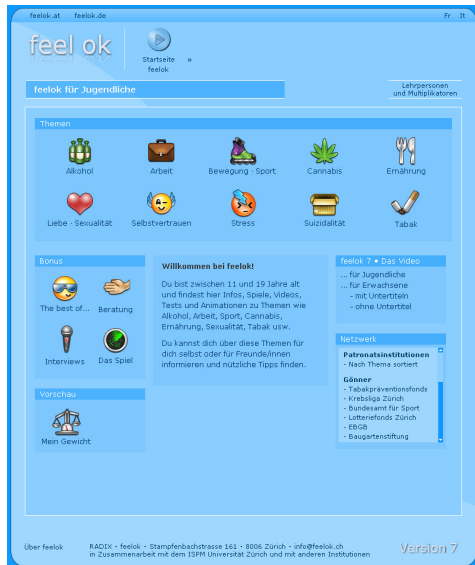 feelok.at feelok.de Fr It
feel ok
Startseite »
feelok
feelok für Jugendliche
Lehrpersonen
und Multiplikatoren
Themen
Alkohol Arbeit Bewegung · Sport Cannabis Ernährung
Liebe · Sexualität Selbstvertrauen Stress Suizidalität Tabak
Bonus
The best of... Beratung
Interviews Das Spiel
Vorschau
Mein Gewicht
Willkommen bei feelok!
Du bist zwischen 11 und 19 Jahre alt
und findest hier Infos, Spiele, Videos,
Tests und Animationen zu Themen wie
Alkohol, Arbeit, Sport, Cannabis,
Ernährung, Sexualität, Tabak usw.
Du kannst dich über diese Themen für
dich selbst oder für Freunde/innen
informieren und nützliche Tipps finden.
feelok 7 • Das Video
... für Jugendliche
... für Erwachsene
- mit Untertiteln
- ohne Untertitel
Netzwerk
Patronatsinstitutionen
- Nach Thema sortiert
Gönner
- Tabakpräventionsfonds
- Krebsliga Zürich
- Bundesamt für Sport
- Lotteriefonds Zürich
- EBGB
- Baugartenstiftung
Über feelok
RADIX - feelok - Stampfenbachstrasse 161 - 8006 Zürich - info@feelok.ch
in Zusammenarbeit mit dem ISPM Universität Zürich und mit anderen Institutionen
Version 7